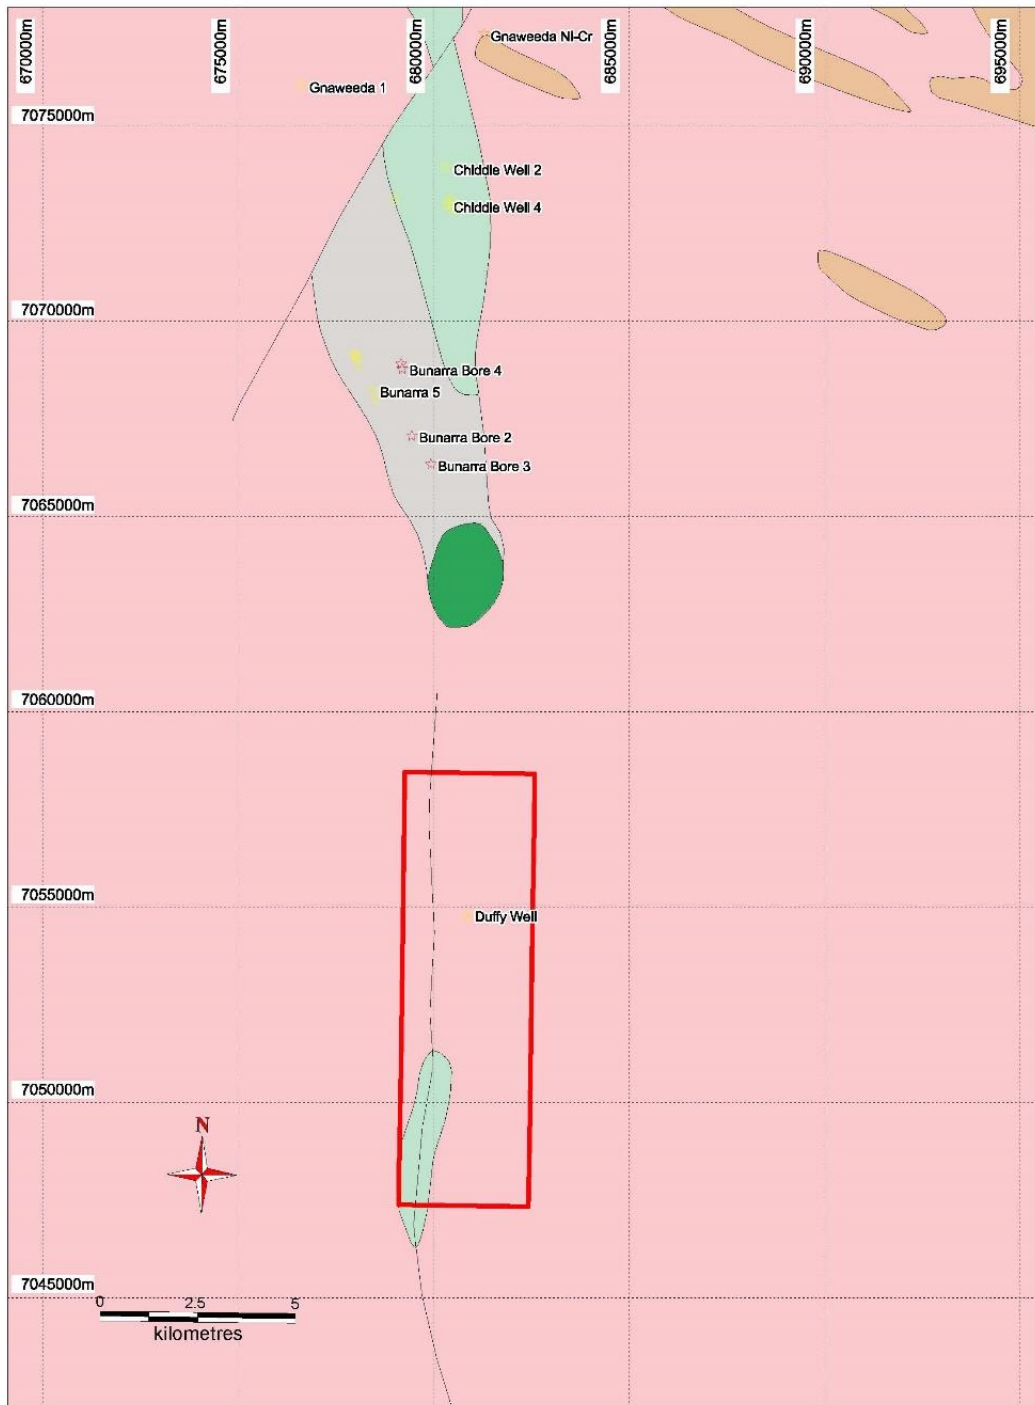 670000m
675000m
680000m
685000m
690000m
695000m
Gnaweeda Ni-Cr
Gnaweeda 1
7075000m
Chiddle Well 2
Chiddle Well 4
7070000m
Bunarra Bore 4
Bunarra 5
Bunarra Bore 2
Bunarra Bore 3
7065000m
7060000m
7055000m
Duffy Well
7050000m
N
7045000m
0 2.5 5
kilometres